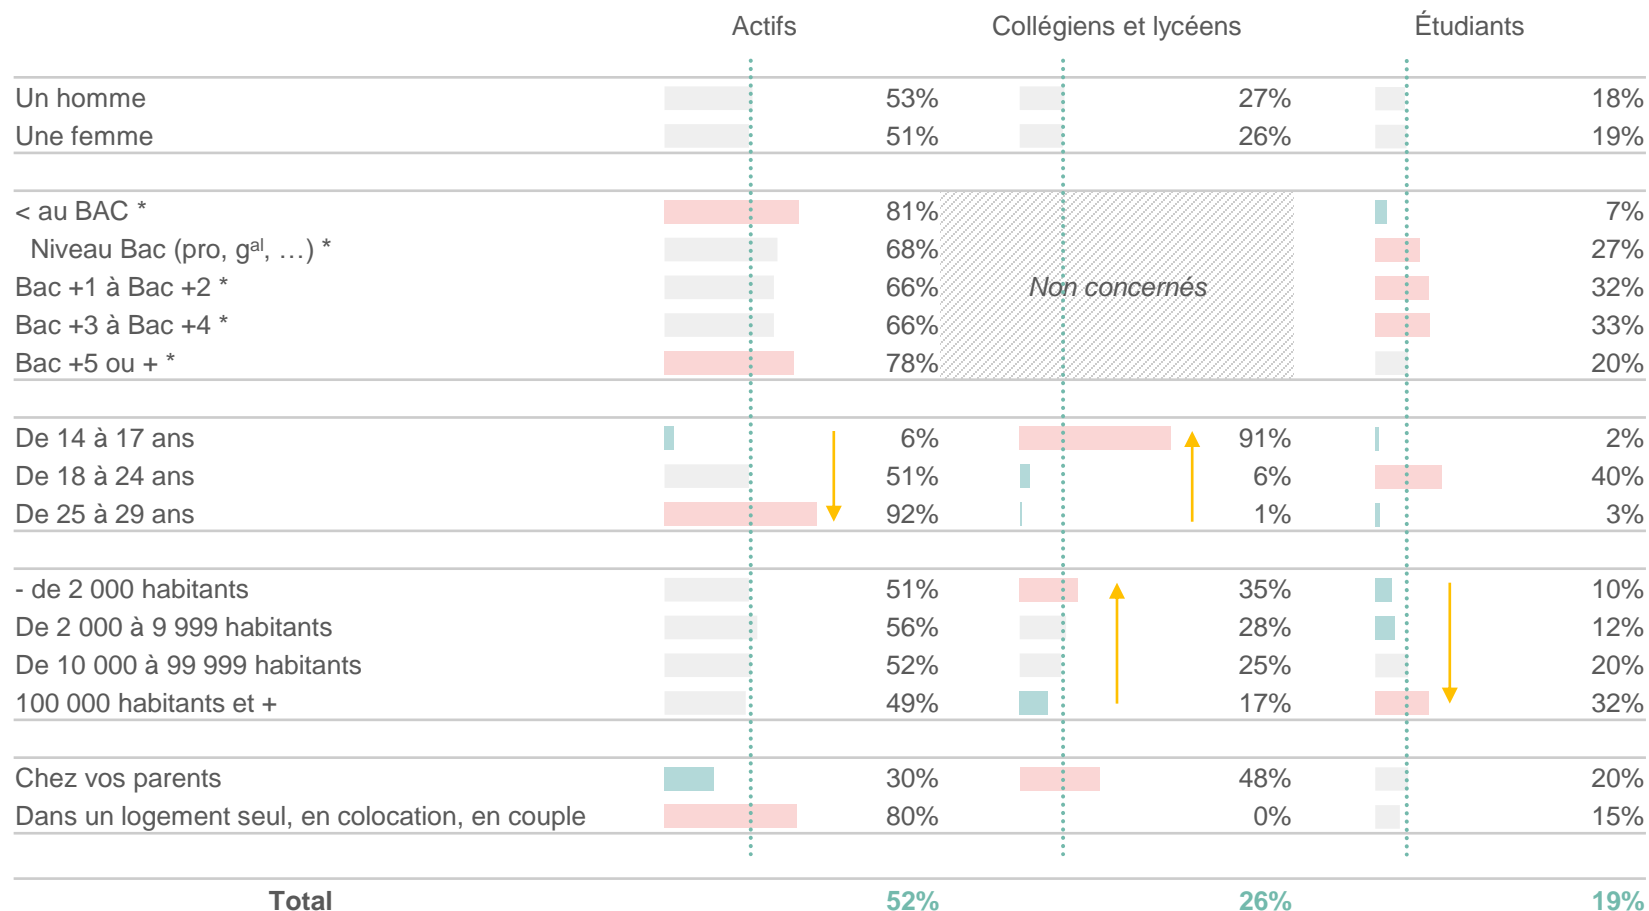 Actifs Collégiens et lycéens Étudiants
Un homme 53% 27% 18%
Une femme 51% 26% 19%
< au BAC * 81% 7%
Niveau Bac (pro, gal, …) * 68% 27%
Bac +1 à Bac +2 * 66% Non concernés 32%
Bac +3 à Bac +4 * 66% 33%
Bac +5 ou + * 78% 20%
De 14 à 17 ans 6% 91% 2%
De 18 à 24 ans 51% 6% 40%
De 25 à 29 ans 92% 1% 3%
- de 2 000 habitants 51% 35% 10%
De 2 000 à 9 999 habitants 56% 28% 12%
De 10 000 à 99 999 habitants 52% 25% 20%
100 000 habitants et + 49% 17% 32%
Chez vos parents 30% 48% 20%
Dans un logement seul, en colocation, en couple 80% 0% 15%
Total 52% 26% 19%